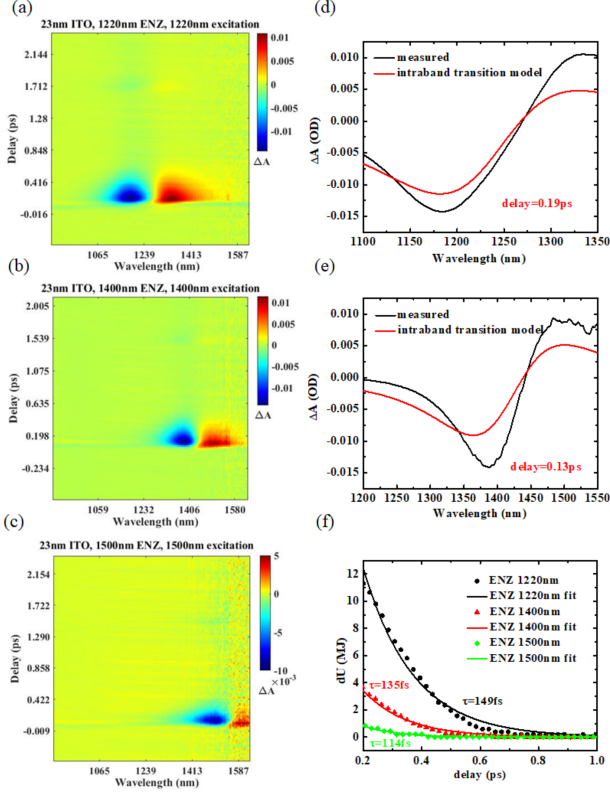 (a)
23nm ITO, 1220nm ENZ, 1220nm excitation
2.144
1.712
1.28
0.848
0.416
-0.016
Delay (ps)
1065 1239 1413 1587
Wavelength (nm)
0.01
0.005
0
-0.005
-0.01
ΔA
(b)
23nm ITO, 1400nm ENZ, 1400nm excitation
2.005
1.539
1.075
0.635
0.198
-0.234
Delay (ps)
1059 1232 1406 1580
Wavelength (nm)
0.01
0.005
0
-0.005
-0.01
ΔA
(c)
23nm ITO, 1500nm ENZ, 1500nm excitation
2.154
1.722
1.290
0.858
0.422
-0.009
Delay (ps)
1065 1239 1413 1587
Wavelength (nm)
5
0
-5
-10
×10⁻³
ΔA
(d)
0.010
0.005
0.000
-0.005
-0.010
-0.015
ΔA (OD)
measured
intraband transition model
delay=0.19ps
1100 1150 1200 1250 1300 1350
Wavelength (nm)
(e)
0.010
0.005
0.000
-0.005
-0.010
-0.015
ΔA (OD)
measured
intraband transition model
delay=0.13ps
1200 1250 1300 1350 1400 1450 1500 1550
Wavelength (nm)
(f)
12
10
8
6
4
2
0
dU (MJ)
ENZ 1220nm
ENZ 1220nm fit
ENZ 1400nm
ENZ 1400nm fit
ENZ 1500nm
ENZ 1500nm fit
τ=135fs
τ=149fs
τ=114fs
0.2 0.4 0.6 0.8 1.0
delay (ps)